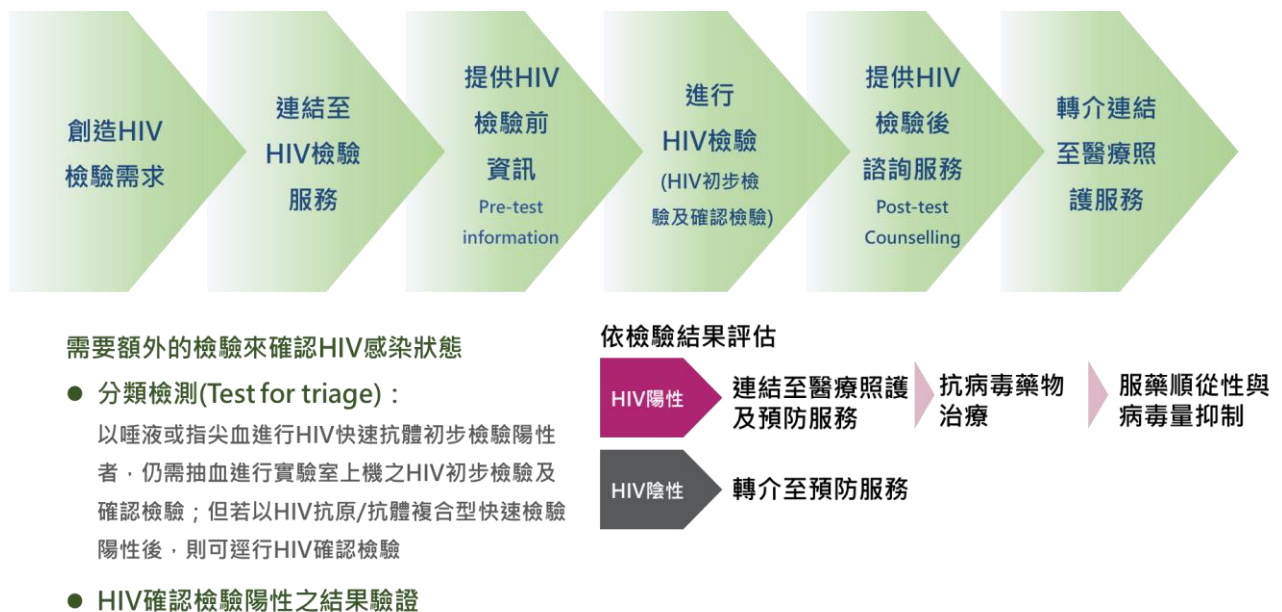 創造HIV
檢驗需求
連結至
HIV檢驗
服務
提供HIV
檢驗前
資訊
Pre-test
information
進行
HIV檢驗
(HIV初步檢
驗及確認檢驗)
提供HIV
檢驗後
諮詢服務
Post-test
Counselling
轉介連結
至醫療照
護服務
需要額外的檢驗來確認HIV感染狀態
● 分類檢測(Test for triage)：
以唾液或指尖血進行HIV快速抗體初步檢驗陽性
者，仍需抽血進行實驗室上機之HIV初步檢驗及
確認檢驗；但若以HIV抗原/抗體複合型快速檢驗
陽性後，則可逕行HIV確認檢驗
● HIV確認檢驗陽性之結果驗證
依檢驗結果評估
HIV陽性
連結至醫療照護
及預防服務
抗病毒藥物
治療
服藥順從性與
病毒量抑制
HIV陰性
轉介至預防服務